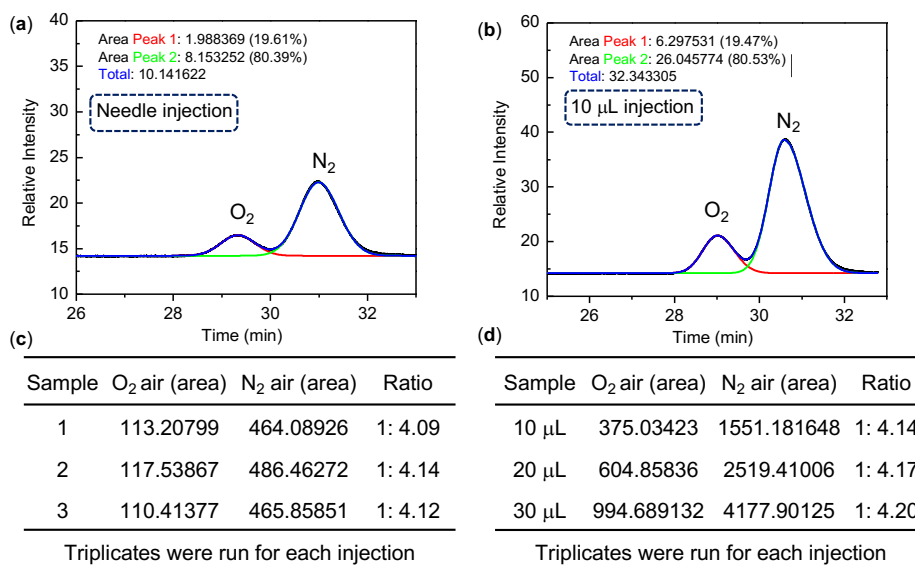 (a)
Area Peak 1: 1.988369 (19.61%)
Area Peak 2: 8.153252 (80.39%)
Total: 10.141622
Needle injection
O2
N2
Relative Intensity
40
35
30
25
20
15
10
26 28 30 32
Time (min)
(b)
Area Peak 1: 6.297531 (19.47%)
Area Peak 2: 26.045774 (80.53%)
Total: 32.343305
10 μL injection
O2
N2
Relative Intensity
60
50
40
30
20
10
26 28 30 32
Time (min)
(c)
Sample O2 air (area) N2 air (area) Ratio
1 113.20799 464.08926 1: 4.09
2 117.53867 486.46272 1: 4.14
3 110.41377 465.85851 1: 4.12
Triplicates were run for each injection
(d)
Sample O2 air (area) N2 air (area) Ratio
10 μL 375.03423 1551.181648 1: 4.14
20 μL 604.85836 2519.41006 1: 4.17
30 μL 994.689132 4177.90125 1: 4.20
Triplicates were run for each injection